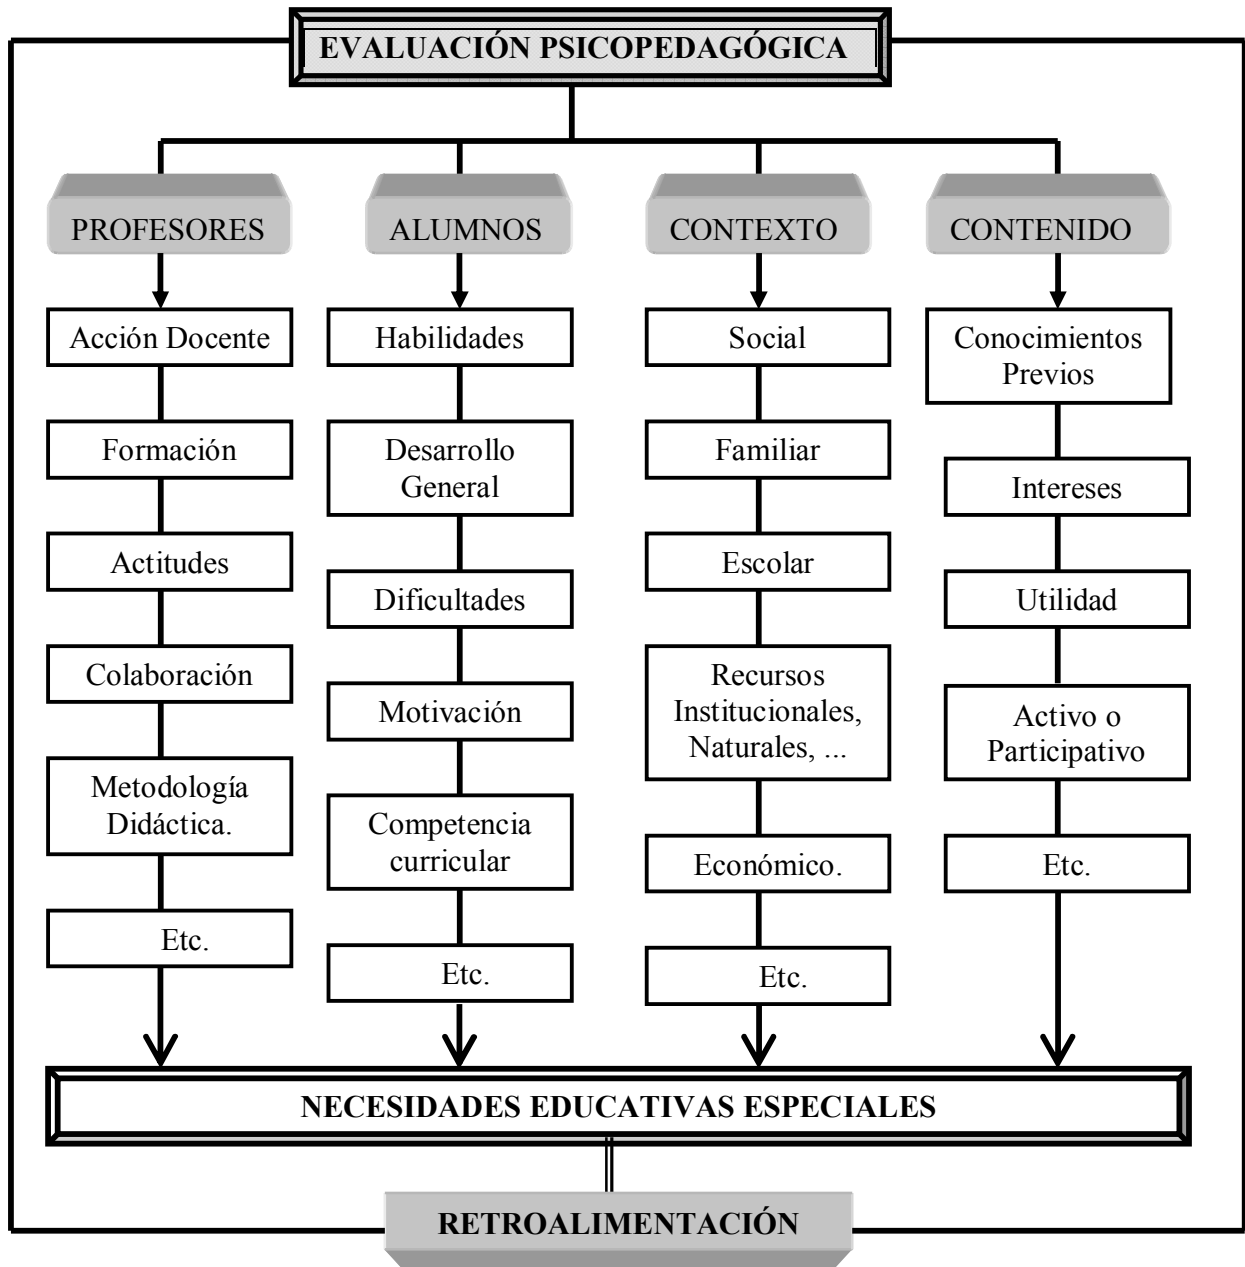 EVALUACIÓN PSICOPEDAGÓGICA
PROFESORES
Acción Docente
Formación
Actitudes
Colaboración
Metodología
Didáctica.
Etc.
ALUMNOS
Habilidades
Desarrollo
General
Dificultades
Motivación
Competencia
curricular
Etc.
CONTEXTO
Social
Familiar
Escolar
Recursos
Institucionales,
Naturales, ...
Económico.
Etc.
CONTENIDO
Conocimientos
Previos
Intereses
Utilidad
Activo o
Participativo
Etc.
NECESIDADES EDUCATIVAS ESPECIALES
RETROALIMENTACIÓN